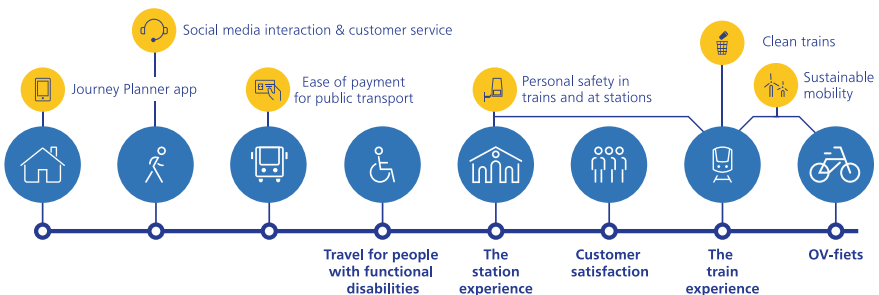 Social media interaction & customer service
Clean trains
Journey Planner app
Ease of payment
for public transport
Personal safety in
trains and at stations
Sustainable
mobility
Travel for people
with functional
disabilities
The
station
experience
Customer
satisfaction
The
train
experience
OV-fiets